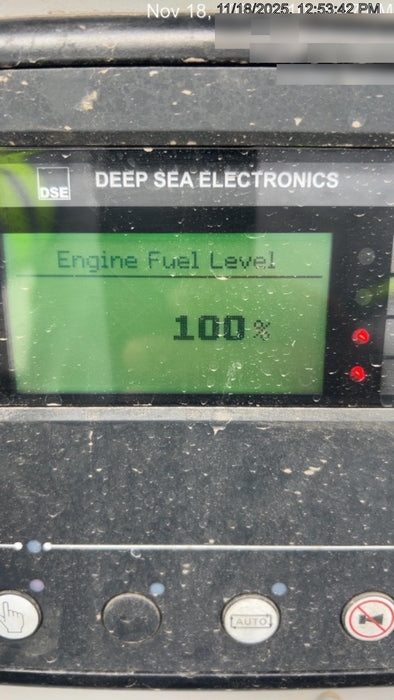 Nov 18,
11/18/2025, 12:53:42 PM
DSE
DEEP SEA ELECTRONICS
Engine Fuel Level
100%
AUTO